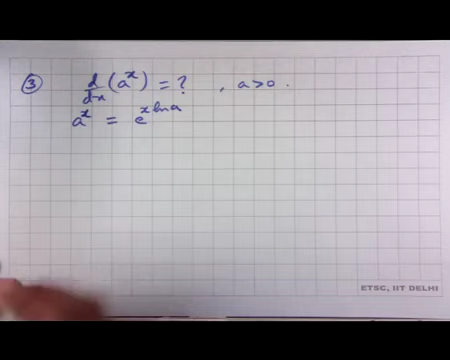 ③ d/dx (a^x) = ? , a > 0 .
a^x = e^{x ln a}
ETSC, IIT DELHI